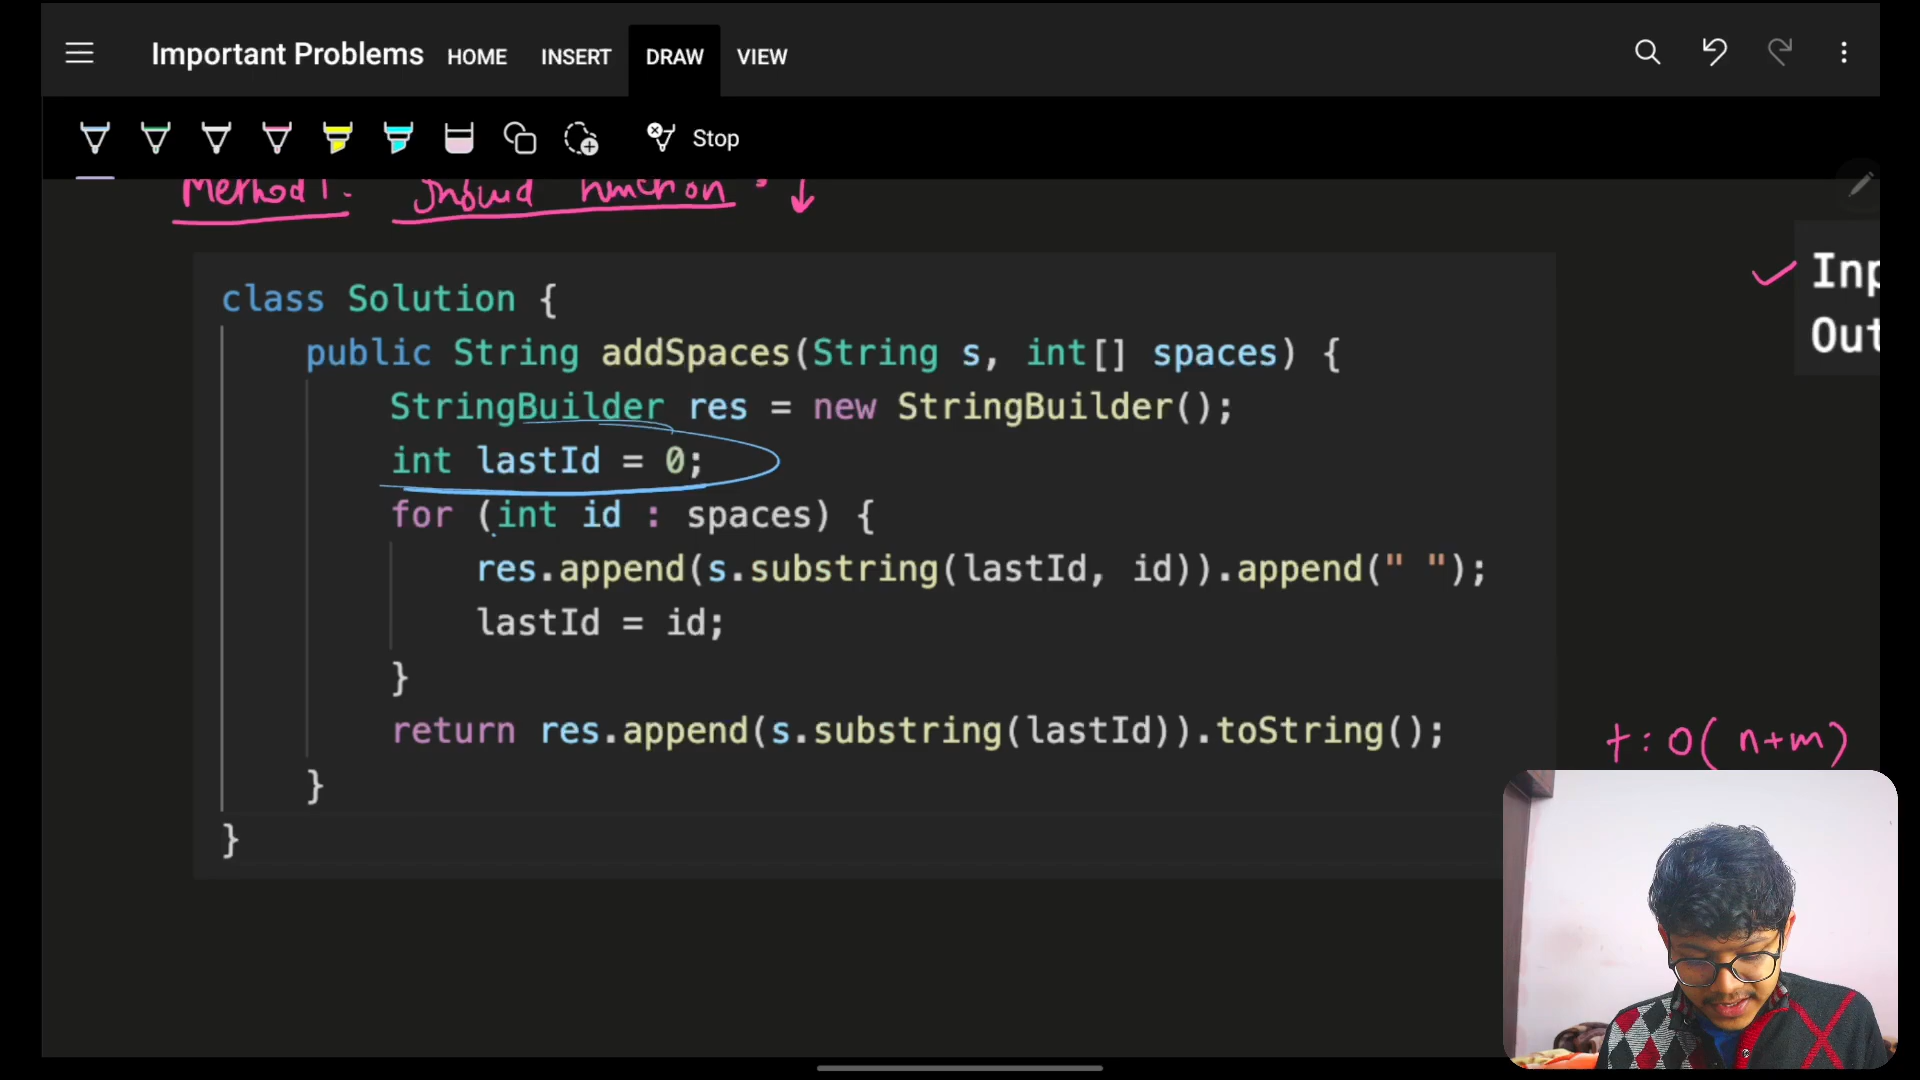 Important Problems HOME INSERT DRAW VIEW
Stop
Method 1:
class Solution {
public String addSpaces(String s, int[] spaces) {
StringBuilder res = new StringBuilder();
int lastId = 0;
for (int id : spaces) {
res.append(s.substring(lastId, id)).append(" ");
lastId = id;
}
return res.append(s.substring(lastId)).toString();
}
}
Inp
Out
t: O( n+m )